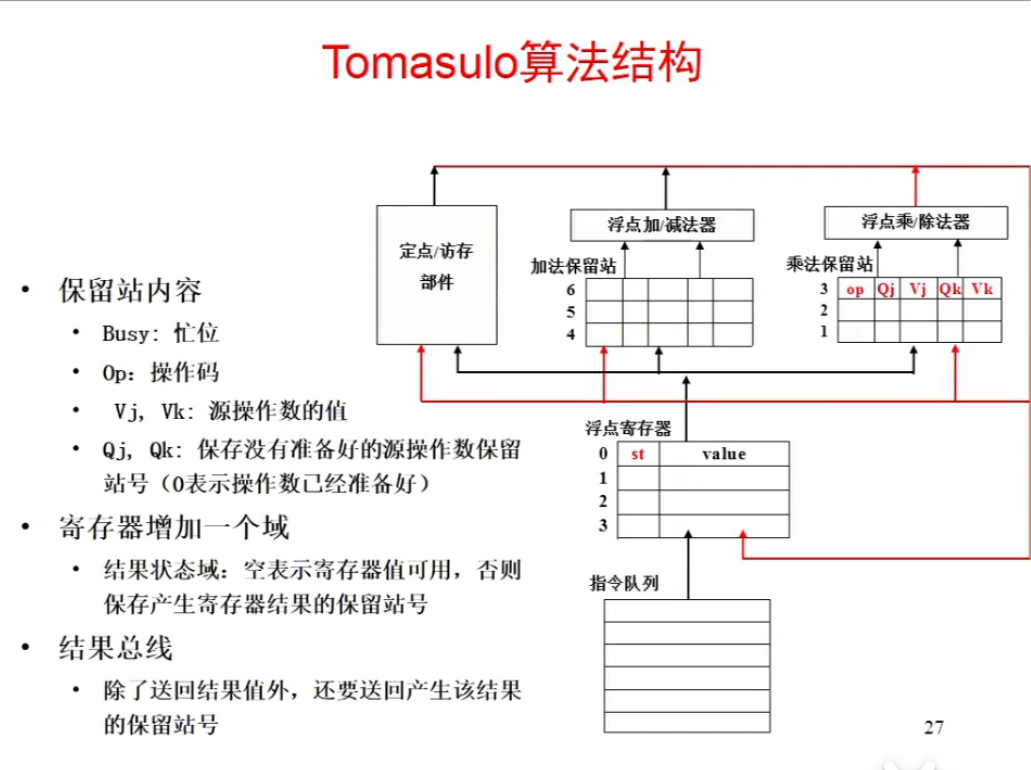 Tomasulo算法结构
• 保留站内容
• Busy: 忙位
• Op: 操作码
• Vj, Vk: 源操作数的值
• Qj, Qk: 保存没有准备好的源操作数保留
站号（0表示操作数已经准备好）
• 寄存器增加一个域
• 结果状态域: 空表示寄存器值可用, 否则
保存产生寄存器结果的保留站号
• 结果总线
• 除了送回结果值外, 还要送回产生该结果
的保留站号
定点/访存
部件
浮点加/减法器
加法保留站
6
5
4
浮点乘/除法器
乘法保留站
3 op Qj Vj Qk Vk
2
1
浮点寄存器
0 st value
1
2
3
指令队列
27